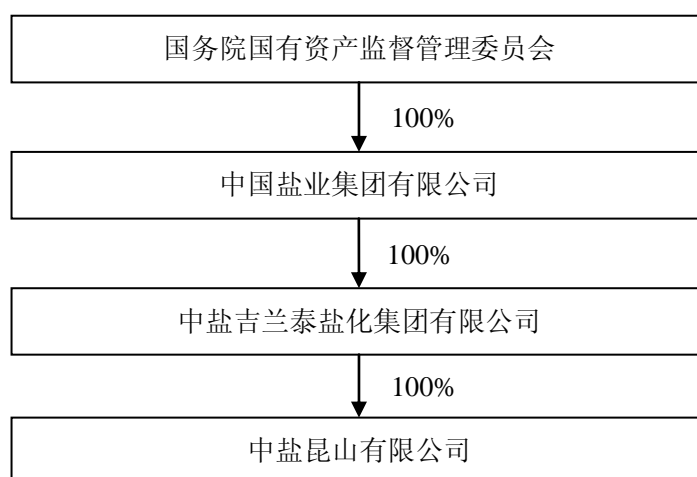 国务院国有资产监督管理委员会
100%
中国盐业集团有限公司
100%
中盐吉兰泰盐化集团有限公司
100%
中盐昆山有限公司